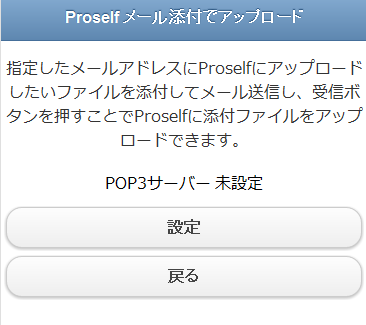 Proself メール添付でアップロード
指定したメールアドレスにProselfにアップロード
したいファイルを添付してメール送信し、受信ボ
タンを押すことでProselfに添付ファイルをアップ
ロードできます。
POP3サーバー 未設定
設定
戻る